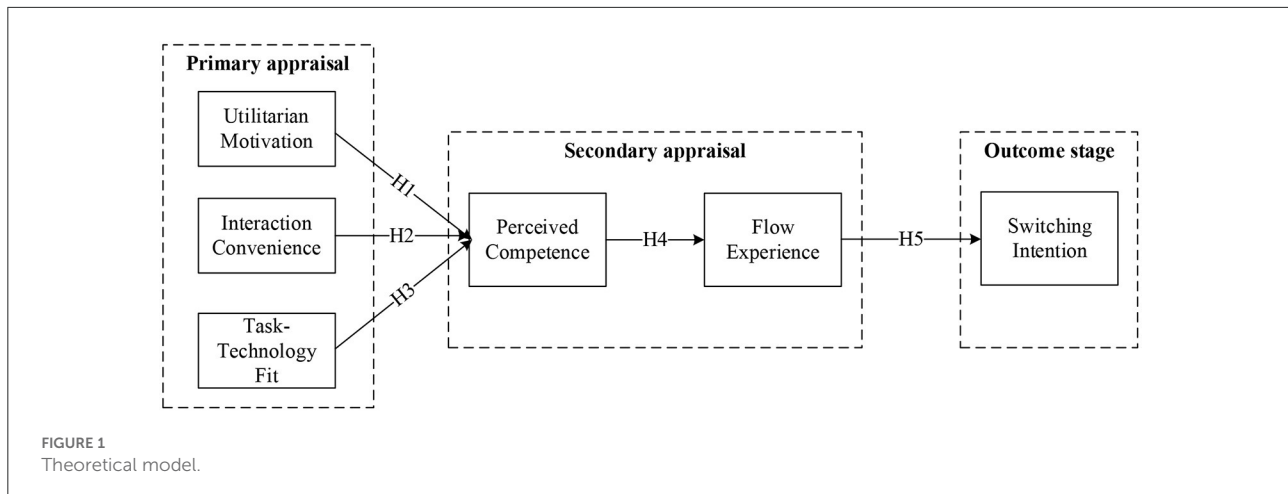 Primary appraisal
Utilitarian
Motivation
Interaction
Convenience
Task-
Technology
Fit
H1
H2
H3
Secondary appraisal
Perceived
Competence
H4
Flow
Experience
H5
Outcome stage
Switching
Intention
FIGURE 1
Theoretical model.